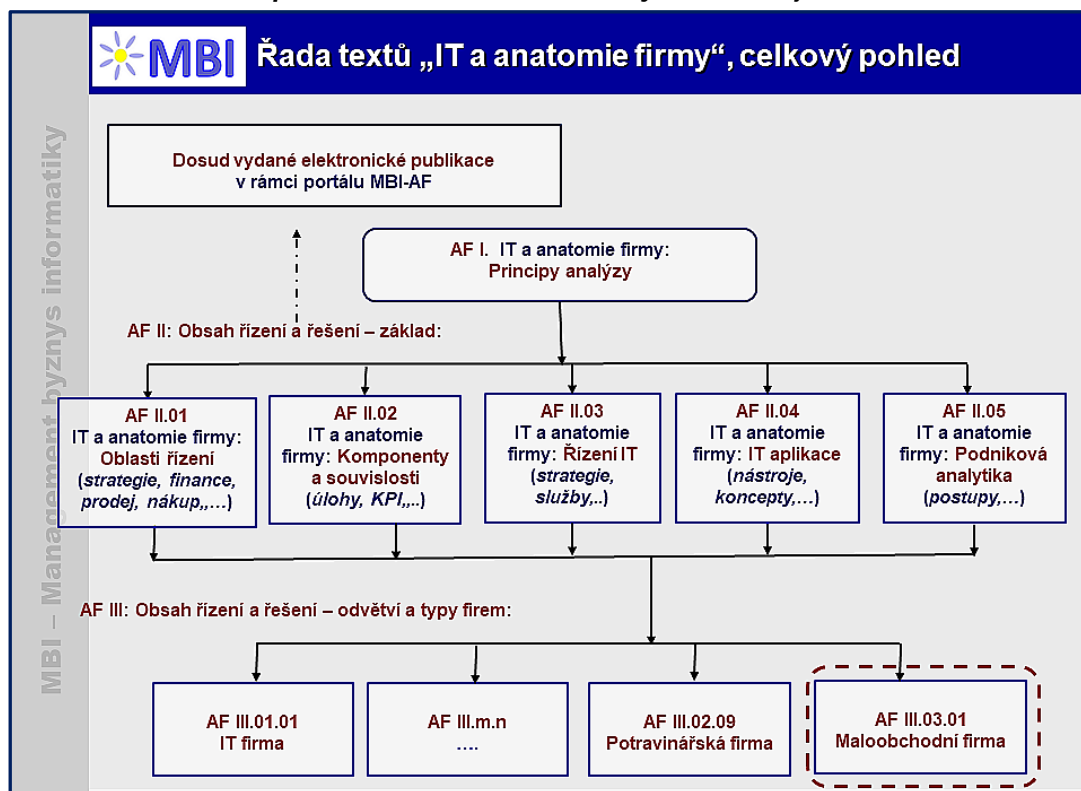 MBI Řada textů „IT a anatomie firmy“, celkový pohled
MBI – Management byznys informatiky
Dosud vydané elektronické publikace
v rámci portálu MBI-AF
AF I. IT a anatomie firmy:
Principy analýzy
AF II: Obsah řízení a řešení – základ:
AF II.01
IT a anatomie firmy:
Oblasti řízení
(strategie, finance,
prodej, nákup,,…)
AF II.02
IT a anatomie
firmy: Komponenty
a souvislosti
(úlohy, KPI,,..)
AF II.03
IT a anatomie
firmy: Řízení IT
(strategie,
služby,..)
AF II.04
IT a anatomie
firmy: IT aplikace
(nástroje,
koncepty,…)
AF II.05
IT a anatomie
firmy: Podniková
analytika
(postupy,…)
AF III: Obsah řízení a řešení – odvětví a typy firem:
AF III.01.01
IT firma
AF III.m.n
….
AF III.02.09
Potravinářská firma
AF III.03.01
Maloobchodní firma